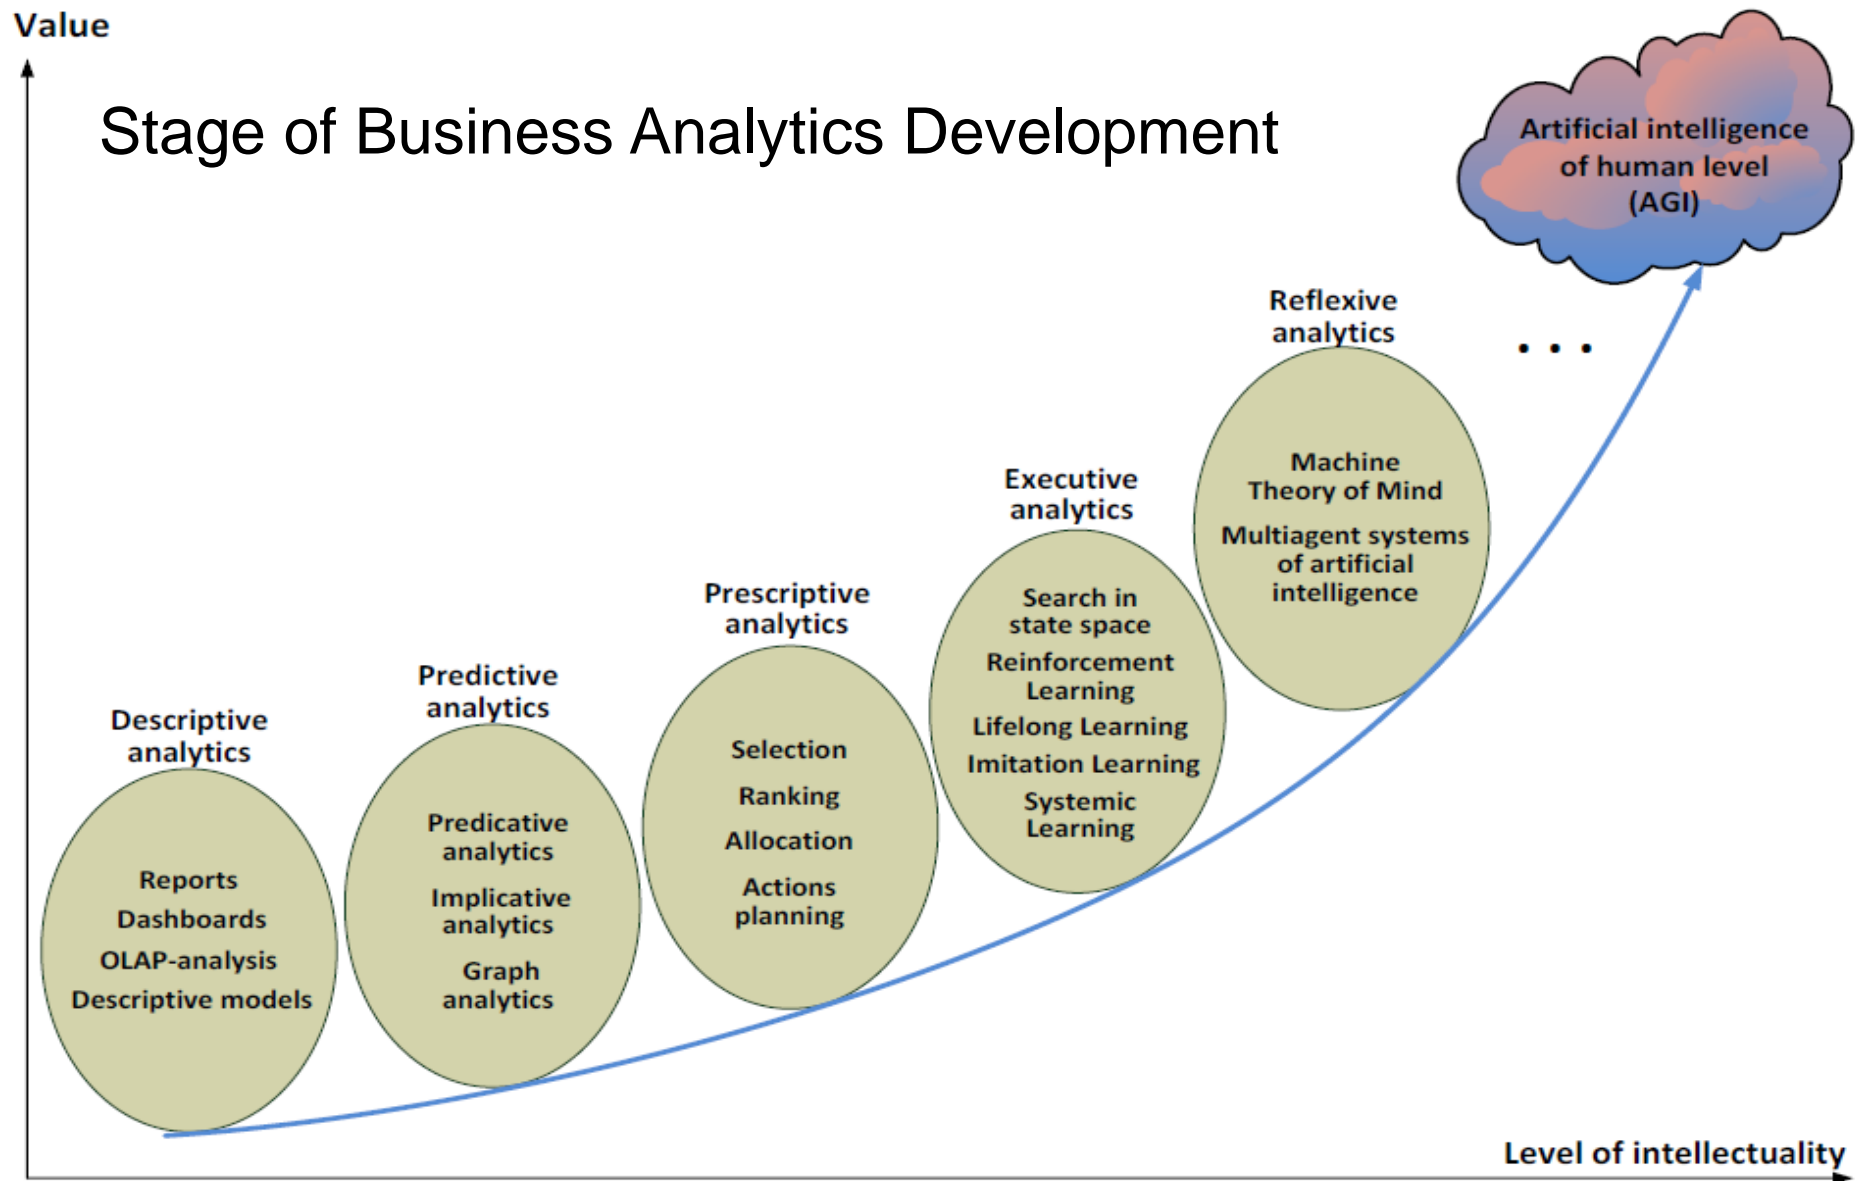 Value
Stage of Business Analytics Development
Artificial intelligence
of human level
(AGI)
Reflexive
analytics
. . .
Machine
Theory of Mind
Multiagent systems
of artificial
intelligence
Executive
analytics
Search in
state space
Reinforcement
Learning
Lifelong Learning
Imitation Learning
Systemic
Learning
Prescriptive
analytics
Selection
Ranking
Allocation
Actions
planning
Predictive
analytics
Predicative
analytics
Implicative
analytics
Graph
analytics
Descriptive
analytics
Reports
Dashboards
OLAP-analysis
Descriptive models
Level of intellectuality